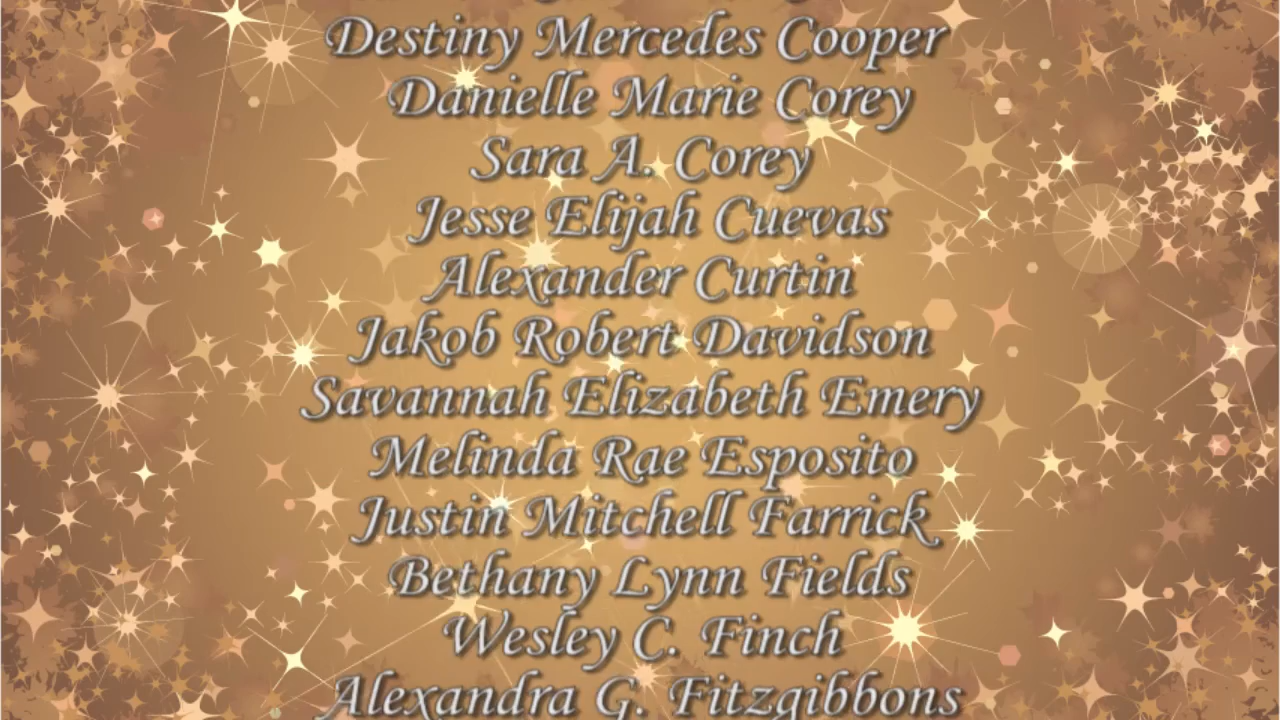 Destiny Mercedes Cooper
Danielle Marie Corey
Sara A. Corey
Jesse Elijah Cuevas
Alexander Curtin
Jakob Robert Davidson
Savannah Elizabeth Emery
Melinda Rae Esposito
Justin Mitchell Farrick
Bethany Lynn Fields
Wesley C. Finch
Alexandra G. Fitzgibbons